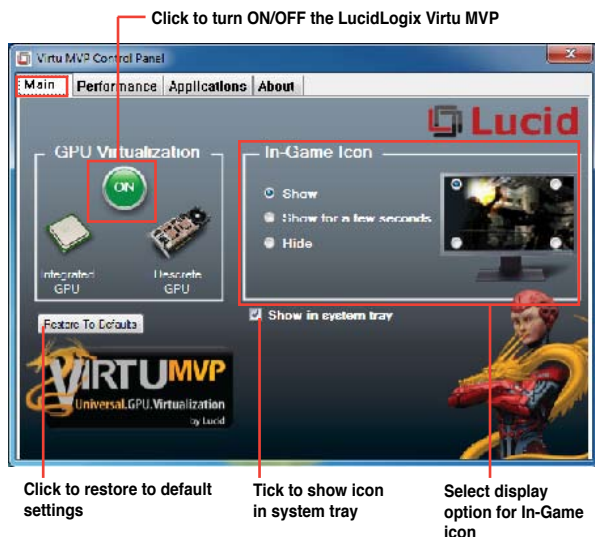 Click to turn ON/OFF the LucidLogix Virtu MVP
Virtu MVP Control Panel
Main Performance Applications About
Lucid
GPU Virtualization
In-Game Icon
ON
Show
Show for a few seconds
Hide
Integrated
GPU
Descrete
GPU
Restore To Defaults
Show in system tray
VIRTU MVP
Universal.GPU.Virtualization
by Lucid
Click to restore to default
settings
Tick to show icon
in system tray
Select display
option for In-Game
icon